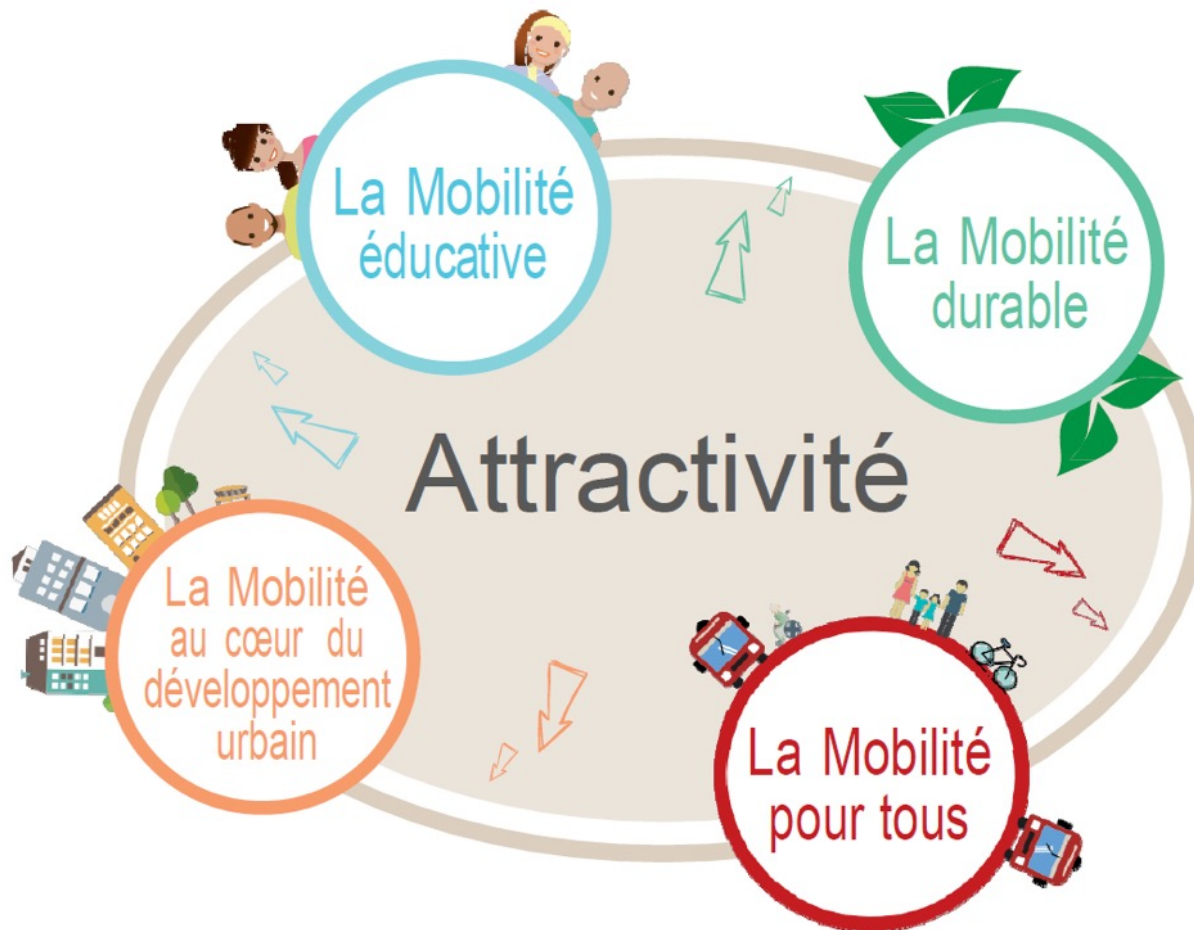 La Mobilité
éducative
La Mobilité
durable
Attractivité
La Mobilité
au cœur du
développement
urbain
La Mobilité
pour tous